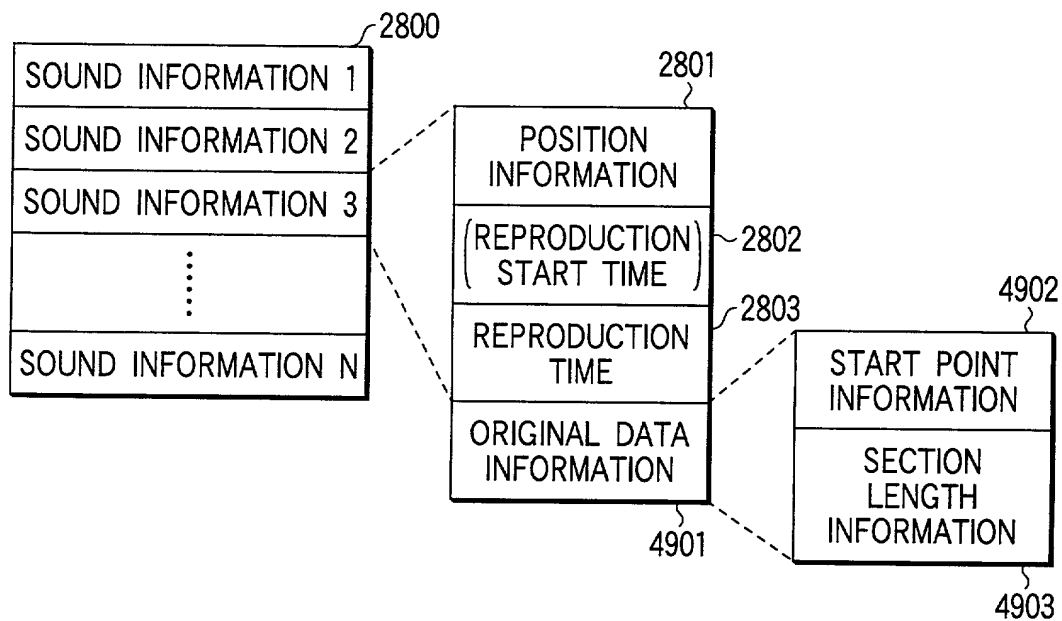 2800
SOUND INFORMATION 1
SOUND INFORMATION 2
SOUND INFORMATION 3
SOUND INFORMATION N
2801
POSITION
INFORMATION
(REPRODUCTION
START TIME)
2802
2803
REPRODUCTION
TIME
ORIGINAL DATA
INFORMATION
4901
4902
START POINT
INFORMATION
SECTION
LENGTH
INFORMATION
4903